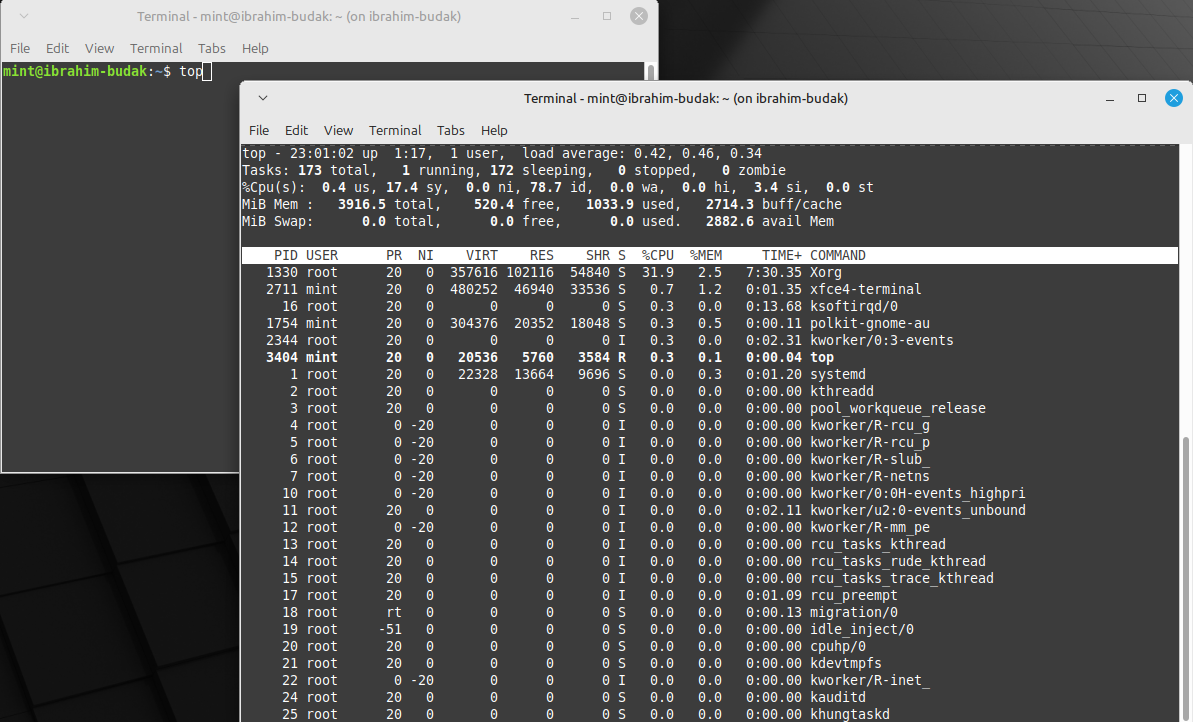 Terminal - mint@ibrahim-budak: ~ (on ibrahim-budak)
File Edit View Terminal Tabs Help
mint@ibrahim-budak:~$ top
Terminal - mint@ibrahim-budak: ~ (on ibrahim-budak)
File Edit View Terminal Tabs Help
top - 23:01:02 up  1:17,  1 user,  load average: 0.42, 0.46, 0.34
Tasks: 173 total,   1 running, 172 sleeping,   0 stopped,   0 zombie
%Cpu(s):  0.4 us, 17.4 sy,  0.0 ni, 78.7 id,  0.0 wa,  0.0 hi,  3.4 si,  0.0 st
MiB Mem :   3916.5 total,    520.4 free,   1033.9 used,   2714.3 buff/cache
MiB Swap:      0.0 total,      0.0 free,      0.0 used.   2882.6 avail Mem
PID USER      PR  NI    VIRT    RES    SHR S  %CPU  %MEM     TIME+ COMMAND
1330 root      20   0  357616 102116  54840 S  31.9   2.5   7:30.35 Xorg
2711 mint      20   0  480252  46940  33536 S   0.7   1.2   0:01.35 xfce4-terminal
16 root      20   0       0      0      0 S   0.3   0.0   0:13.68 ksoftirqd/0
1754 mint      20   0  304376  20352  18048 S   0.3   0.5   0:00.11 polkit-gnome-au
2344 root      20   0       0      0      0 I   0.3   0.0   0:02.31 kworker/0:3-events
3404 mint      20   0   20536   5760   3584 R   0.3   0.1   0:00.04 top
1 root      20   0   22328  13664   9696 S   0.0   0.3   0:01.20 systemd
2 root      20   0       0      0      0 S   0.0   0.0   0:00.00 kthreadd
3 root      20   0       0      0      0 S   0.0   0.0   0:00.00 pool_workqueue_release
4 root       0 -20       0      0      0 I   0.0   0.0   0:00.00 kworker/R-rcu_g
5 root       0 -20       0      0      0 I   0.0   0.0   0:00.00 kworker/R-rcu_p
6 root       0 -20       0      0      0 I   0.0   0.0   0:00.00 kworker/R-slub_
7 root       0 -20       0      0      0 I   0.0   0.0   0:00.00 kworker/R-netns
10 root       0 -20       0      0      0 I   0.0   0.0   0:00.00 kworker/0:0H-events_highpri
11 root      20   0       0      0      0 I   0.0   0.0   0:02.11 kworker/u2:0-events_unbound
12 root       0 -20       0      0      0 I   0.0   0.0   0:00.00 kworker/R-mm_pe
13 root      20   0       0      0      0 I   0.0   0.0   0:00.00 rcu_tasks_kthread
14 root      20   0       0      0      0 I   0.0   0.0   0:00.00 rcu_tasks_rude_kthread
15 root      20   0       0      0      0 I   0.0   0.0   0:00.00 rcu_tasks_trace_kthread
17 root      20   0       0      0      0 I   0.0   0.0   0:01.09 rcu_preempt
18 root      rt   0       0      0      0 S   0.0   0.0   0:00.13 migration/0
19 root     -51   0       0      0      0 S   0.0   0.0   0:00.00 idle_inject/0
20 root      20   0       0      0      0 S   0.0   0.0   0:00.00 cpuhp/0
21 root      20   0       0      0      0 S   0.0   0.0   0:00.00 kdevtmpfs
22 root       0 -20       0      0      0 I   0.0   0.0   0:00.00 kworker/R-inet_
24 root      20   0       0      0      0 S   0.0   0.0   0:00.00 kauditd
25 root      20   0       0      0      0 S   0.0   0.0   0:00.00 khungtaskd